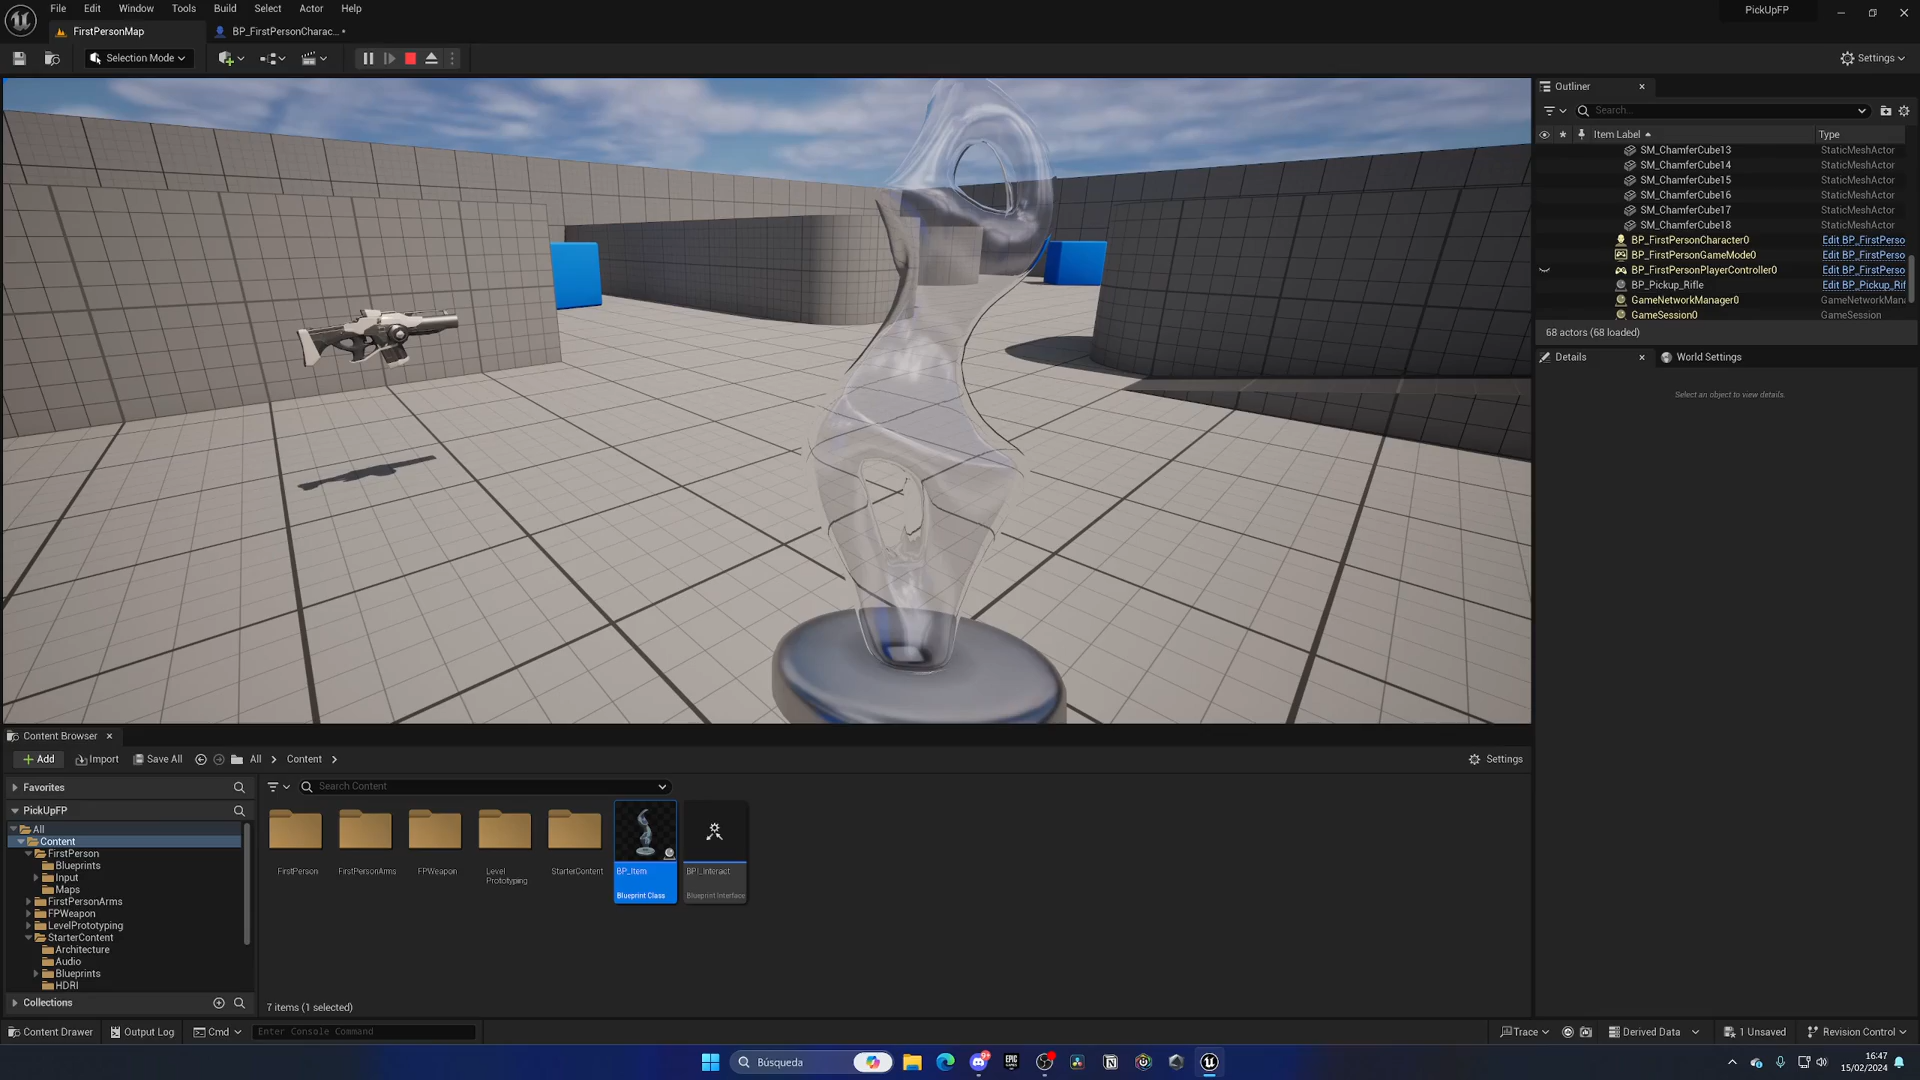 File Edit Window Tools Build Select Actor Help
PickUpFP
FirstPersonMap
BP_FirstPersonCharac... •
Selection Mode
Settings
Outliner
Search...
Item Label
Type
SM_ChamferCube13 StaticMeshActor
SM_ChamferCube14 StaticMeshActor
SM_ChamferCube15 StaticMeshActor
SM_ChamferCube16 StaticMeshActor
SM_ChamferCube17 StaticMeshActor
SM_ChamferCube18 StaticMeshActor
BP_FirstPersonCharacter0 Edit BP_FirstPerso
BP_FirstPersonGameMode0 Edit BP_FirstPerso
BP_FirstPersonPlayerController0 Edit BP_FirstPerso
BP_Pickup_Rifle Edit BP_Pickup_Rif
GameNetworkManager0 GameNetworkMana
GameSession0 GameSession
68 actors (68 loaded)
Details
World Settings
Select an object to view details.
Content Browser
Add Import Save All All Content
Settings
Favorites
Search Content
PickUpFP
All
Content
FirstPerson
Blueprints
Input
Maps
FirstPersonArms
FPWeapon
LevelPrototyping
StarterContent
Architecture
Audio
Blueprints
HDRI
Collections
FirstPerson
FirstPersonArms
FPWeapon
Level
Prototyping
StarterContent
BP_Item
Blueprint Class
BPI_Interact
Blueprint Interface
7 items (1 selected)
Content Drawer Output Log Cmd Enter Console Command
Trace Derived Data 1 Unsaved Revision Control
Búsqueda
EPIC
GAMES
9+
16:47
15/02/2024